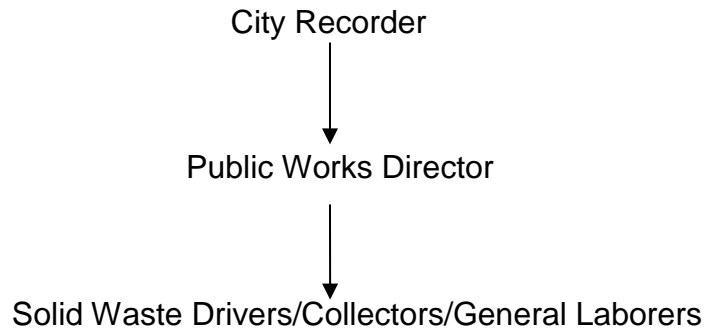 City Recorder
Public Works Director
Solid Waste Drivers/Collectors/General Laborers